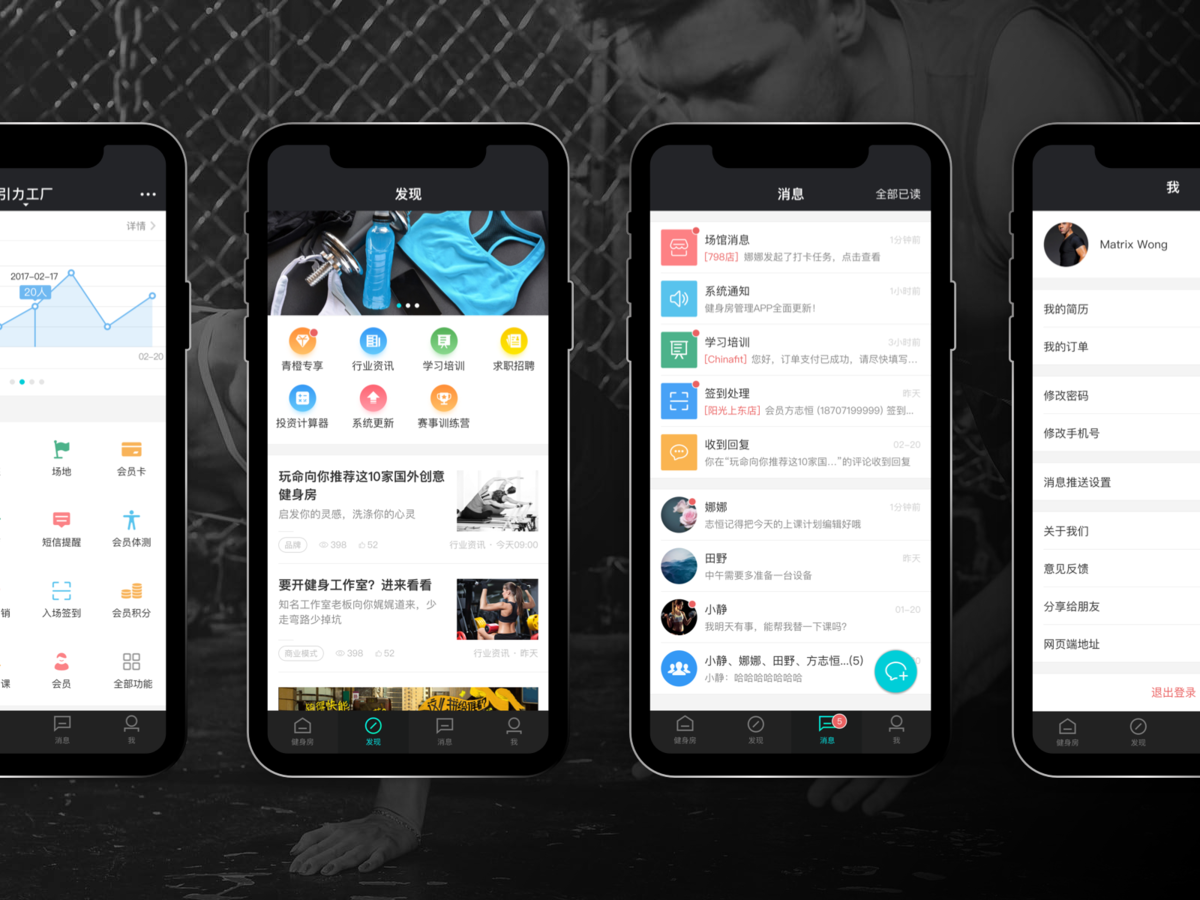 引力工厂
详情
2017-02-17
20人
02-20
场地
会员卡
短信提醒
会员体测
销
入场签到
会员积分
课
会员
全部功能
消息
我
发现
青橙专享
行业资讯
学习培训
求职招聘
投资计算器
系统更新
赛事训练营
玩命向你推荐这10家国外创意
健身房
启发你的灵感，洗涤你的心灵
品牌 398 52 行业资讯 · 今天09:00
要开健身工作室？进来看看
知名工作室老板向你娓娓道来，少
走弯路少掉坑
商业模式 398 52 行业资讯 · 昨天
健身房
发现
消息
我
消息
全部已读
场馆消息 1分钟前
[798店] 娜娜发起了打卡任务，点击查看
系统通知 1小时前
健身房管理APP全面更新！
学习培训 3小时前
[Chinafit] 您好，订单支付已成功，请尽快填写...
签到处理 昨天
[阳光上东店] 会员方志恒 (18707199999) 签到...
收到回复 02-20
你在“玩命向你推荐这10家国...”的评论收到回复
娜娜 1分钟前
志恒记得把今天的上课计划编辑好哦
田野 昨天
中午需要多准备一台设备
小静 01-20
我明天有事，能帮我替一下课吗?
小静、娜娜、田野、方志恒...(5)
小静：哈哈哈哈哈哈哈
健身房
发现
消息
5
我
我
Matrix Wong
我的简历
我的订单
修改密码
修改手机号
消息推送设置
关于我们
意见反馈
分享给朋友
网页端地址
退出登录
健身房
发现